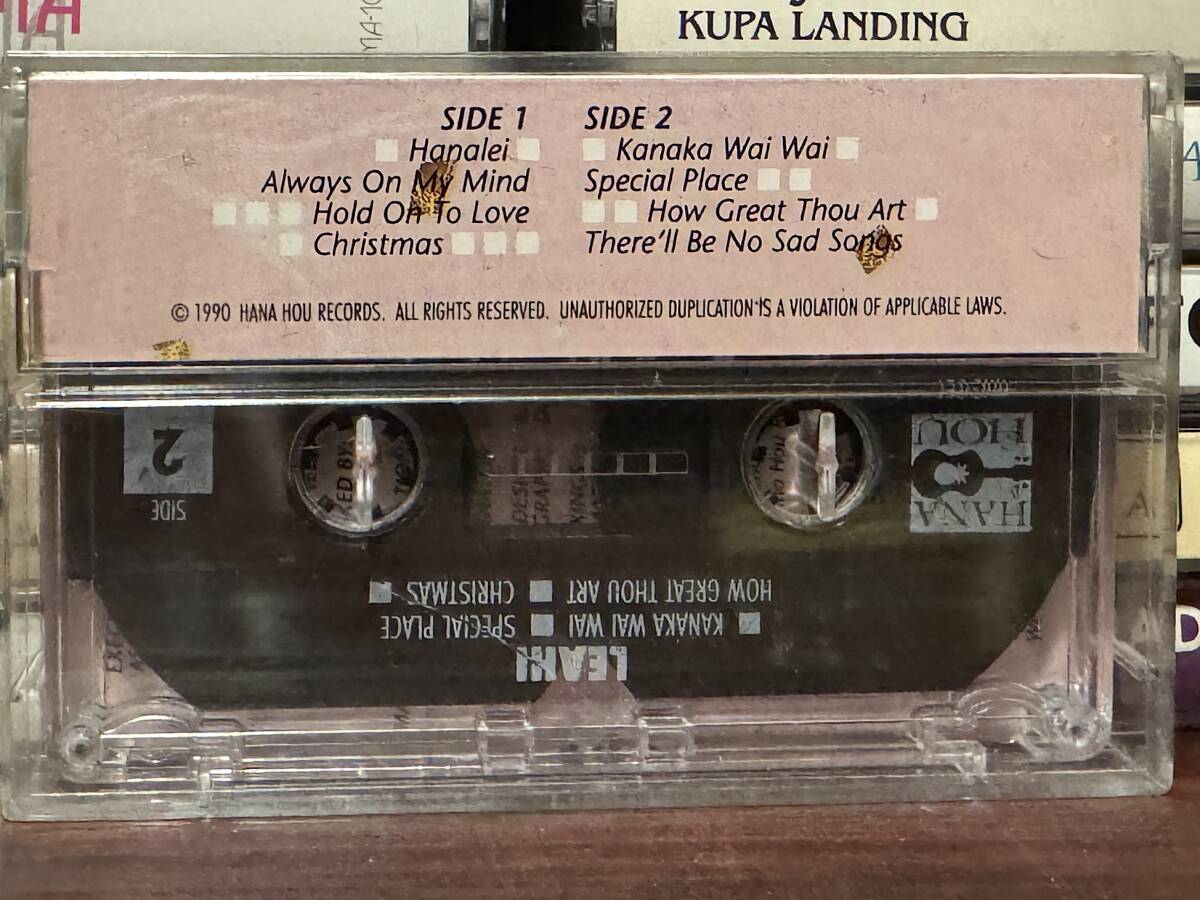 KUPA LANDING
SIDE 1
Hanalei
Always On My Mind
Hold On To Love
Christmas
SIDE 2
Kanaka Wai Wai
Special Place
How Great Thou Art
There'll Be No Sad Songs
© 1990 HANA HOU RECORDS. ALL RIGHTS RESERVED. UNAUTHORIZED DUPLICATION IS A VIOLATION OF APPLICABLE LAWS.
SIDE
2
HANA
HOU
LEAHI
KANAKA WAI WAI SPECIAL PLACE
HOW GREAT THOU ART CHRISTMAS